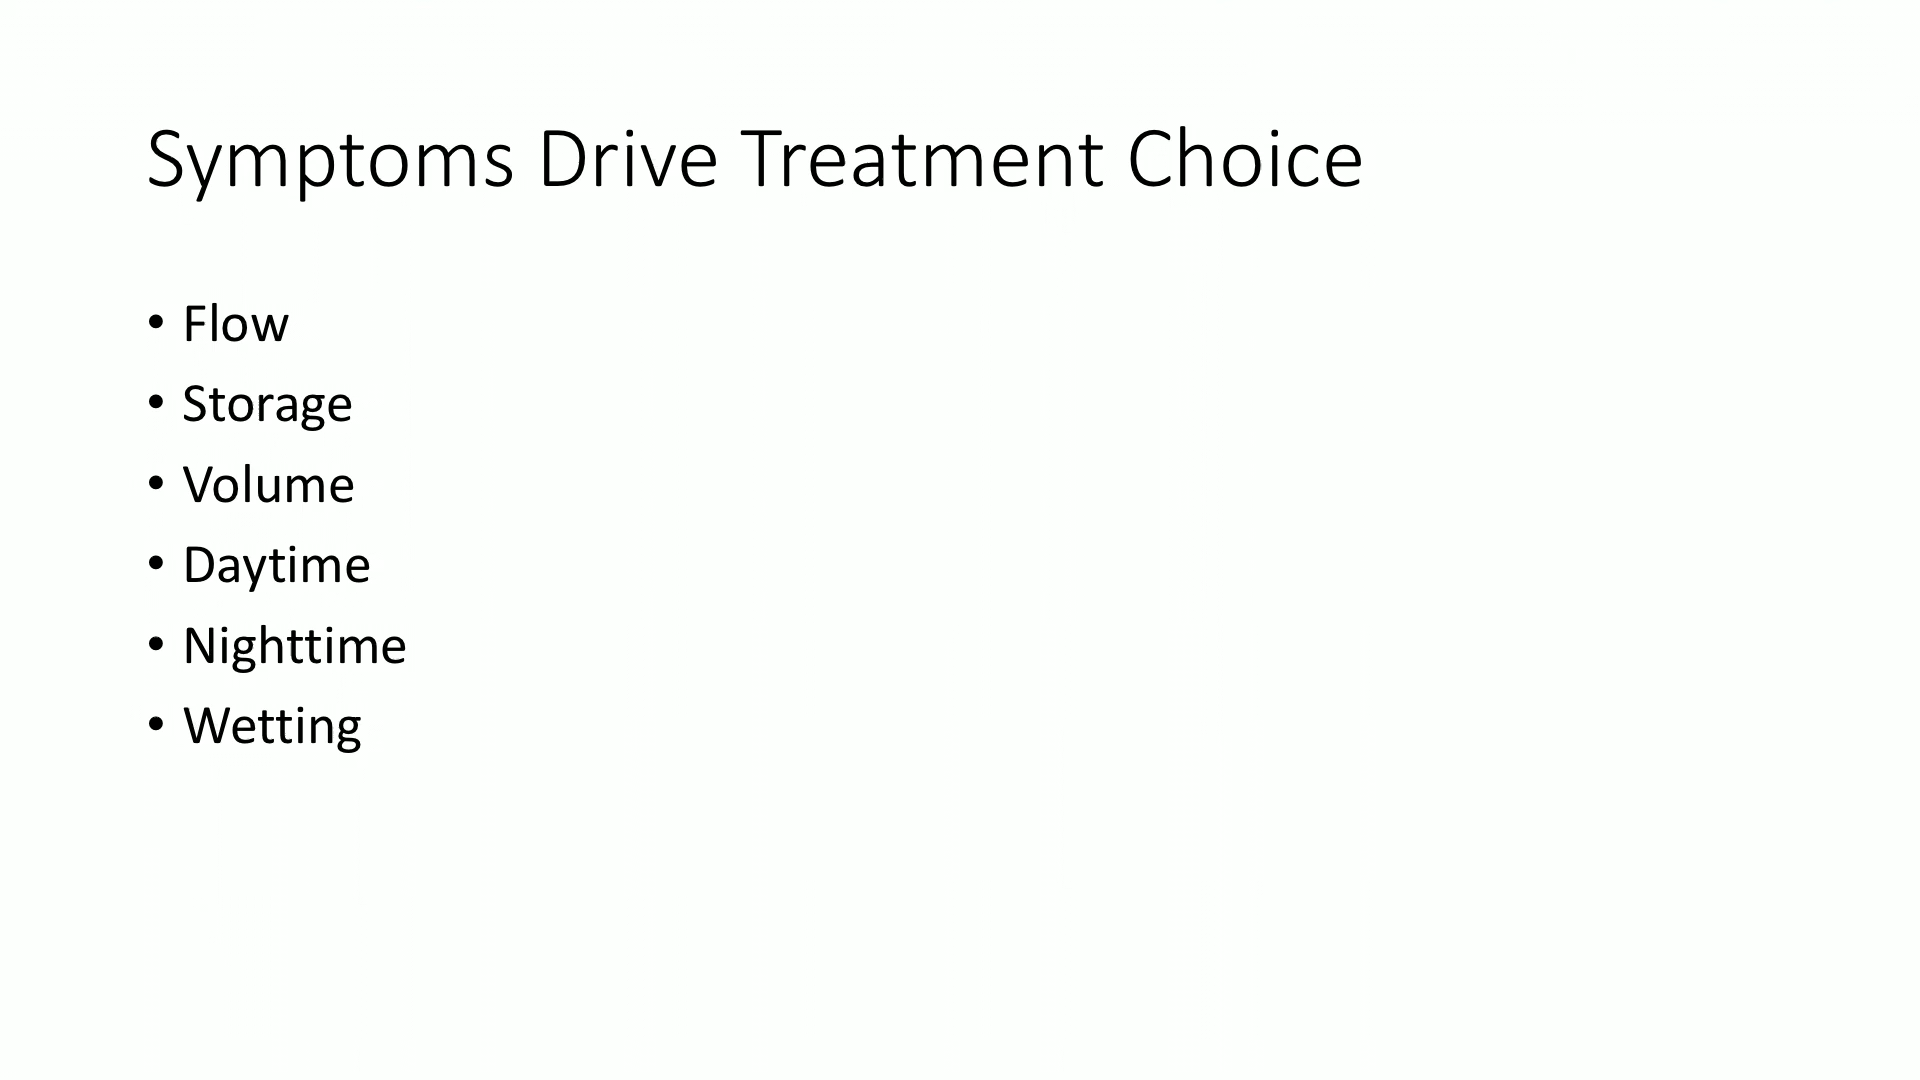 Symptoms Drive Treatment Choice
• Flow
• Storage
• Volume
• Daytime
• Nighttime
• Wetting